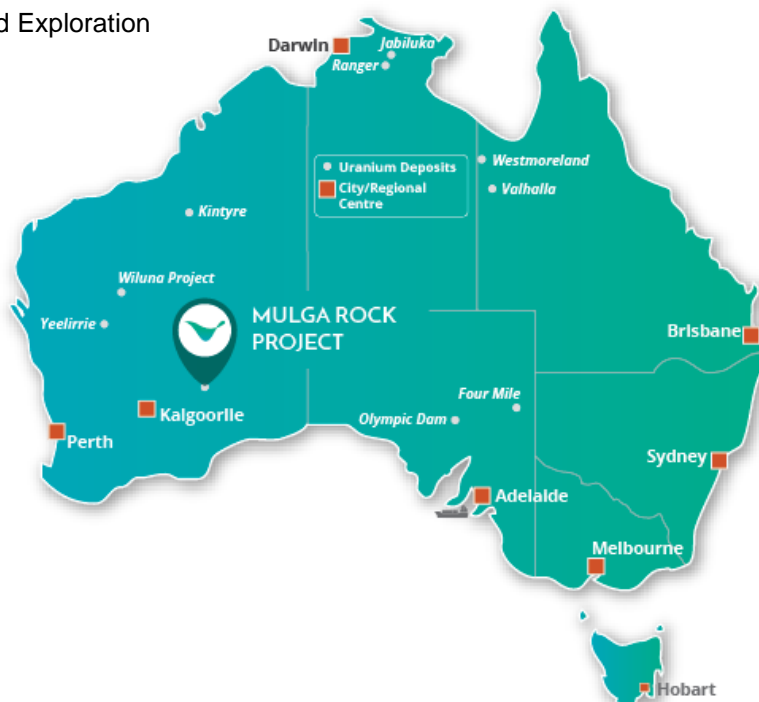 d Exploration
Darwin
Jabiluka
Ranger
Uranium Deposits
City/Regional
Centre
Westmoreland
Valhalla
Kintyre
Wiluna Project
Yeelirrie
MULGA ROCK
PROJECT
Brisbane
Four Mile
Olympic Dam
Kalgoorlie
Perth
Sydney
Adelaide
Melbourne
Hobart